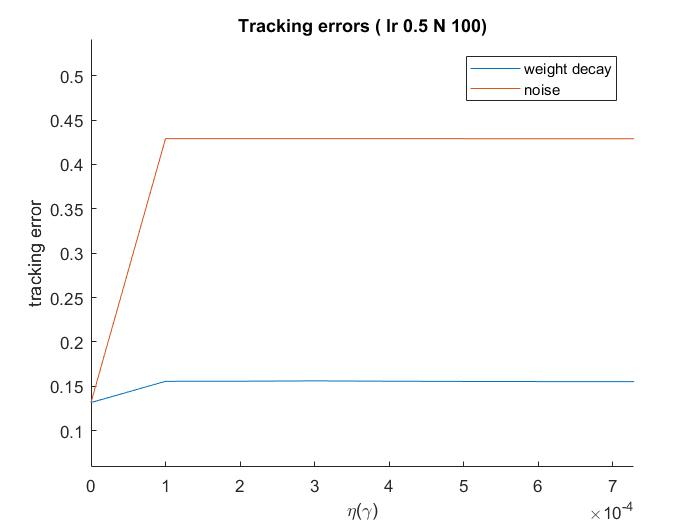 Tracking errors ( lr 0.5 N 100)
weight decay
noise
tracking error
0.5
0.45
0.4
0.35
0.3
0.25
0.2
0.15
0.1
0 1 2 3 4 5 6 7
η(γ)
×10⁻⁴